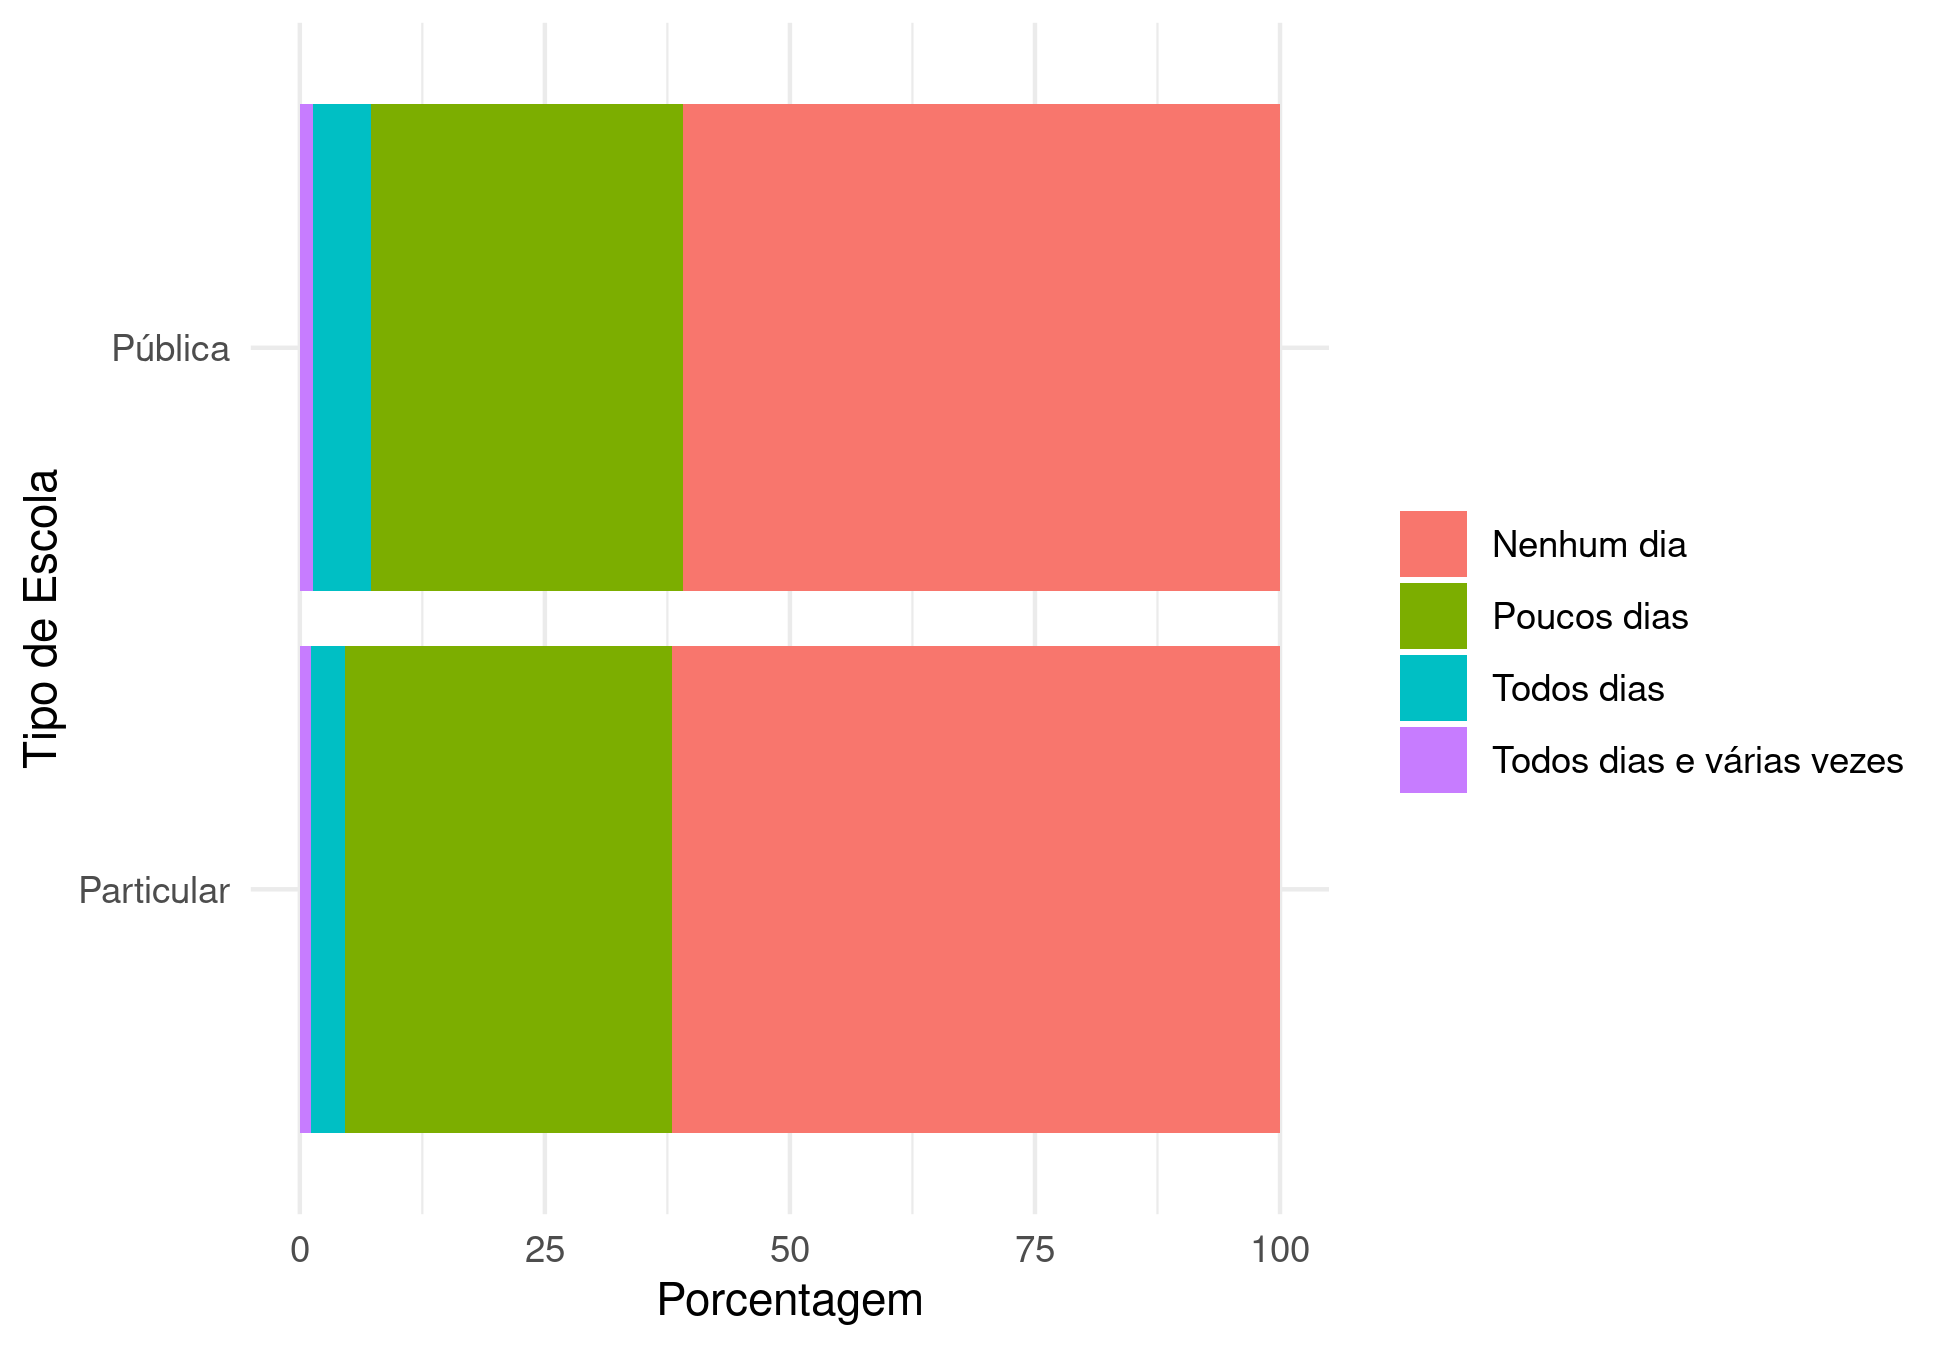 Tipo de Escola
Pública
Particular
0 25 50 75 100
Porcentagem
Nenhum dia
Poucos dias
Todos dias
Todos dias e várias vezes